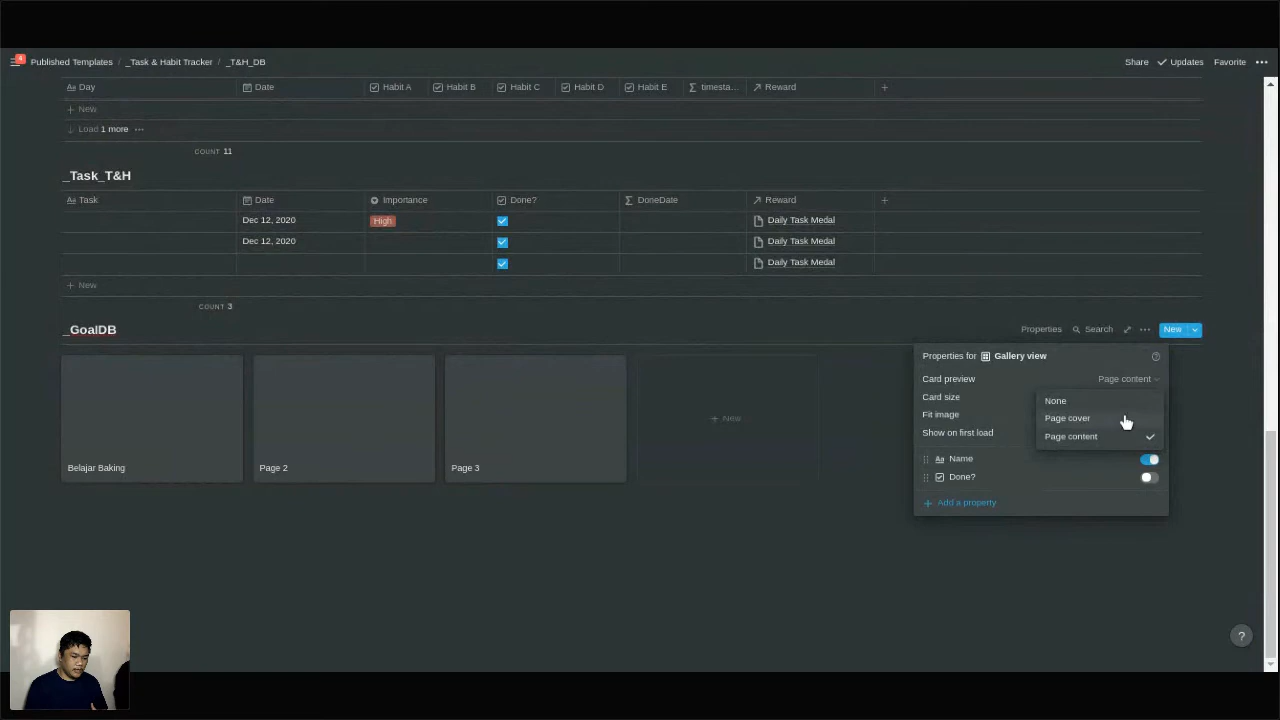 4 Published Templates / _Task & Habit Tracker / _T&H_DB Share Updates Favorite •••
Aa Day Date Habit A Habit B Habit C Habit D Habit E Σ timesta... Reward +
+ New
↓ Load 1 more •••
COUNT 11
_Task_T&H
Aa Task Date Importance Done? Σ DoneDate Reward +
Dec 12, 2020 High Daily Task Medal
Dec 12, 2020 Daily Task Medal
Daily Task Medal
+ New
COUNT 3
_GoalDB Properties Search ••• New
Properties for Gallery view ?
Card preview Page content
Card size
Fit image
Show on first load
None
Page cover
Page content
Aa Name
Done?
+ Add a property
Belajar Baking
Page 2
Page 3
+ New
?